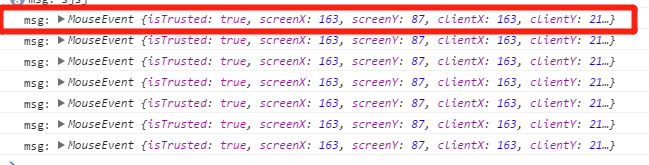 msg: sjsj
msg: ▶ MouseEvent {isTrusted: true, screenX: 163, screenY: 87, clientX: 163, clientY: 21…}
msg: ▶ MouseEvent {isTrusted: true, screenX: 163, screenY: 87, clientX: 163, clientY: 21…}
msg: ▶ MouseEvent {isTrusted: true, screenX: 163, screenY: 87, clientX: 163, clientY: 21…}
msg: ▶ MouseEvent {isTrusted: true, screenX: 163, screenY: 87, clientX: 163, clientY: 21…}
msg: ▶ MouseEvent {isTrusted: true, screenX: 163, screenY: 87, clientX: 163, clientY: 21…}
msg: ▶ MouseEvent {isTrusted: true, screenX: 163, screenY: 87, clientX: 163, clientY: 21…}
msg: ▶ MouseEvent {isTrusted: true, screenX: 163, screenY: 87, clientX: 163, clientY: 21…}